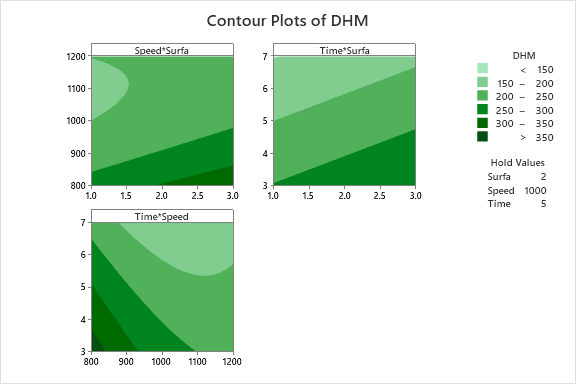 Contour Plots of DHM
Speed*Surfa
1200
1100
1000
900
800
1.0 1.5 2.0 2.5 3.0
Time*Surfa
7
6
5
4
3
1.0 1.5 2.0 2.5 3.0
Time*Speed
7
6
5
4
3
800 900 1000 1100 1200
DHM
< 150
150 – 200
200 – 250
250 – 300
300 – 350
> 350
Hold Values
Surfa 2
Speed 1000
Time 5